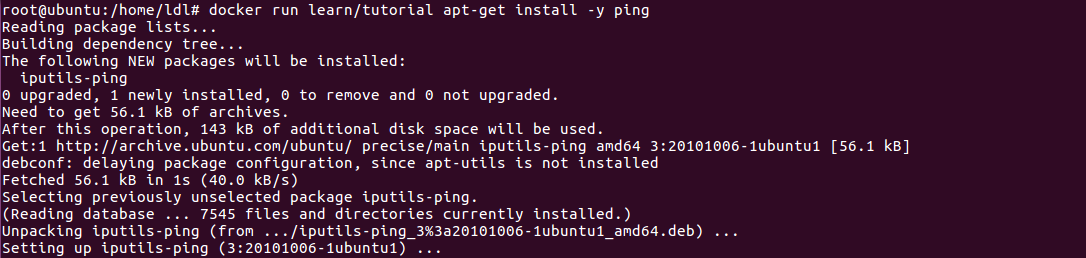 root@ubuntu:/home/ldl# docker run learn/tutorial apt-get install -y ping
Reading package lists...
Building dependency tree...
The following NEW packages will be installed:
  iputils-ping
0 upgraded, 1 newly installed, 0 to remove and 0 not upgraded.
Need to get 56.1 kB of archives.
After this operation, 143 kB of additional disk space will be used.
Get:1 http://archive.ubuntu.com/ubuntu/ precise/main iputils-ping amd64 3:20101006-1ubuntu1 [56.1 kB]
debconf: delaying package configuration, since apt-utils is not installed
Fetched 56.1 kB in 1s (40.0 kB/s)
Selecting previously unselected package iputils-ping.
(Reading database ... 7545 files and directories currently installed.)
Unpacking iputils-ping (from .../iputils-ping_3%3a20101006-1ubuntu1_amd64.deb) ...
Setting up iputils-ping (3:20101006-1ubuntu1) ...